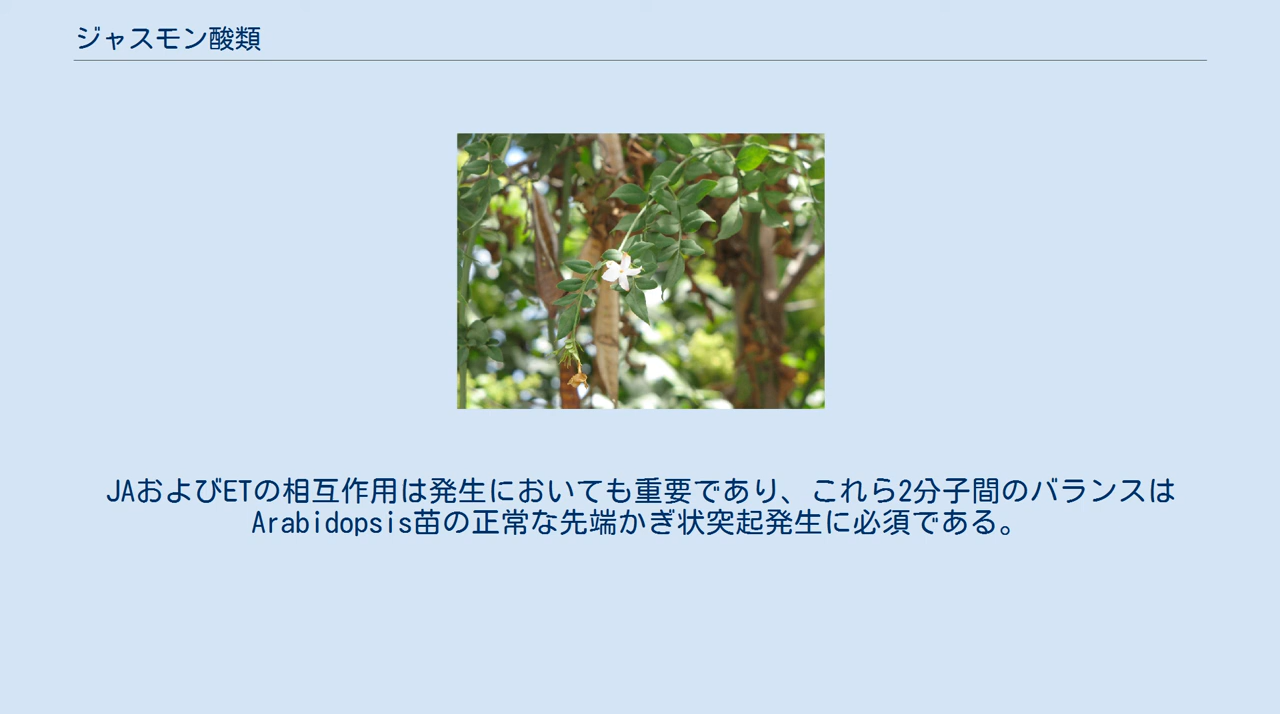 ジャスモン酸類
JAおよびETの相互作用は発生においても重要であり、これら2分子間のバランスは
Arabidopsis苗の正常な先端かぎ状突起発生に必須である。